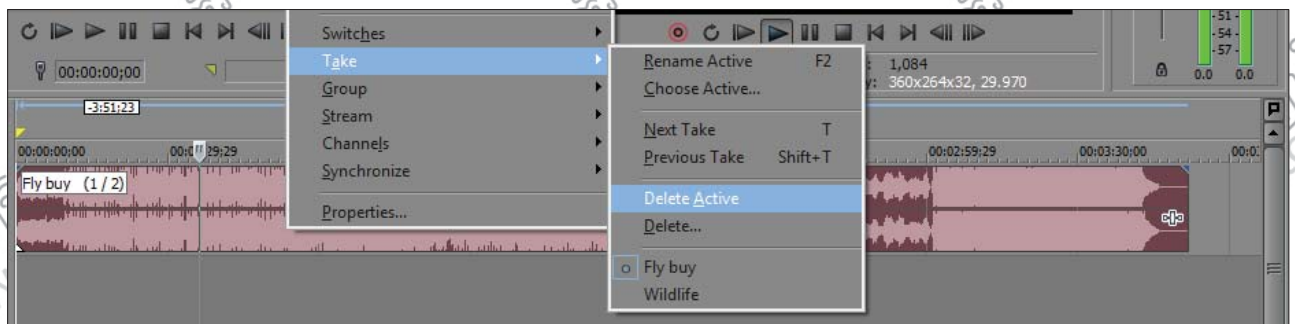 Switches
Take
Group
Stream
Channels
Synchronize
Properties...
Rename Active F2
Choose Active...
Next Take T
Previous Take Shift+T
Delete Active
Delete...
Fly buy
Wildlife
1,084
360x264x32, 29.970
-51-
-54-
-57-
0.0 0.0
00:00:00;00
-3:51;23
00:00:00;00
29;29
00:02:59;29
00:03:30;00
Fly buy (1 / 2)